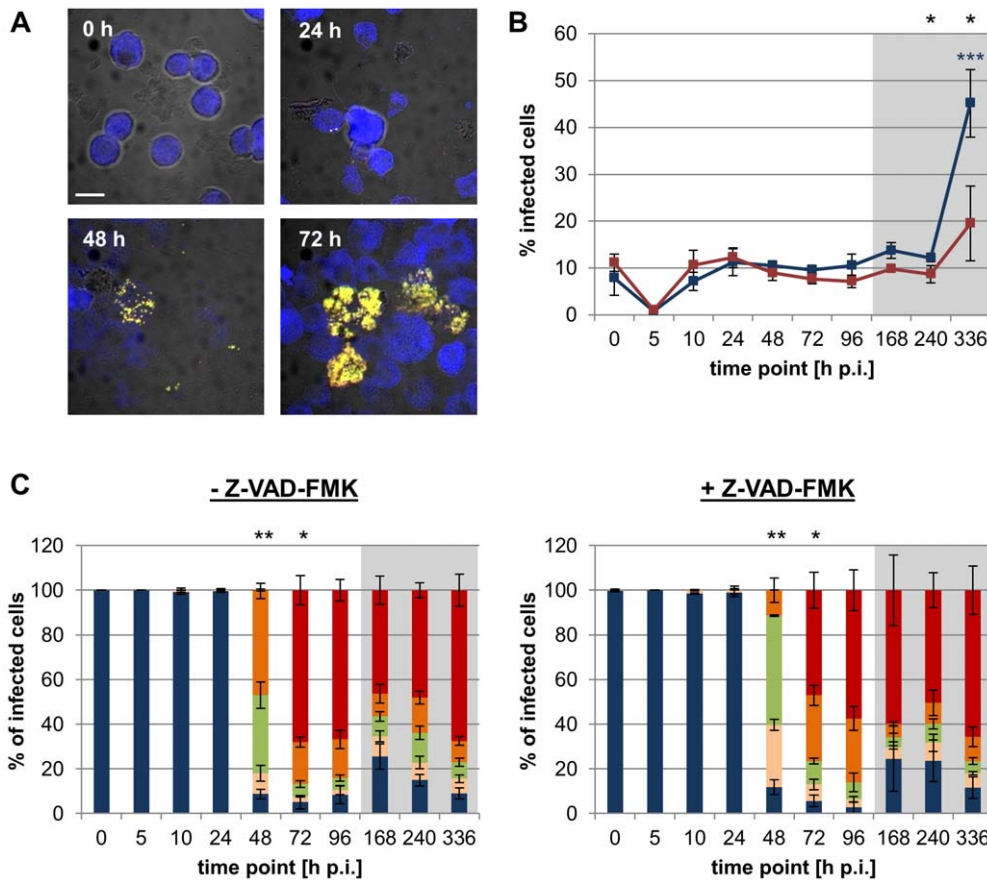 A
0 h
24 h
48 h
72 h
B
* *
***
60
50
40
30
20
10
0
% infected cells
0 5 10 24 48 72 96 168 240 336
time point [h p.i.]
C
- Z-VAD-FMK
** *
120
100
80
60
40
20
0
% of infected cells
0 5 10 24 48 72 96 168 240 336
time point [h p.i.]
+ Z-VAD-FMK
** *
120
100
80
60
40
20
0
% of infected cells
0 5 10 24 48 72 96 168 240 336
time point [h p.i.]